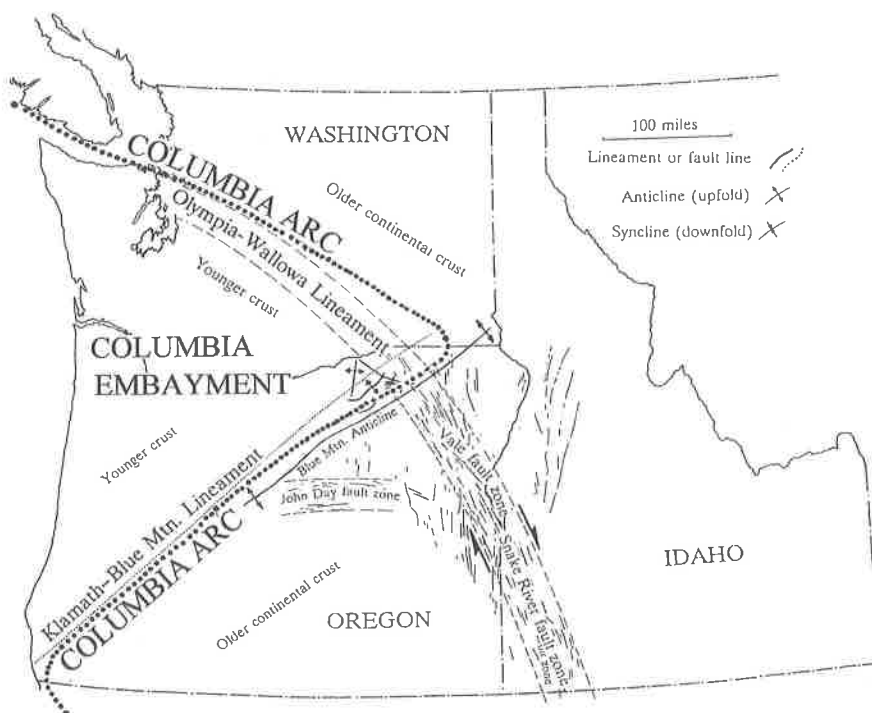 WASHINGTON
100 miles
Lineament or fault line
Anticline (upfold)
Syncline (downfold)
COLUMBIA ARC
Older continental crust
Olympia-Wallowa Lineament
Younger crust
COLUMBIA
EMBAYMENT
Younger crust
Blue Mtn. Anticline
Vale fault zone
John Day fault zone
Klamath-Blue Mtn. Lineament
COLUMBIA ARC
Snake River fault zone
IDAHO
Older continental crust
OREGON
zone